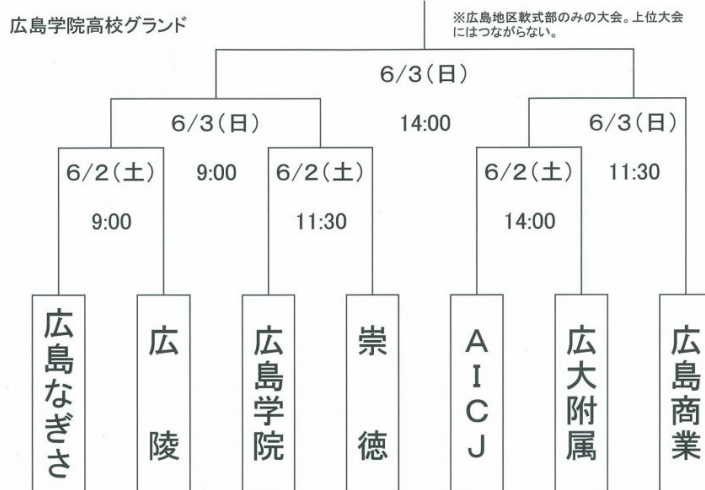 広島学院高校グランド
※広島地区軟式部のみの大会。上位大会
にはつながらない。
6/3(日)
14:00
6/3(日)
9:00
6/3(日)
11:30
6/2(土)
9:00
6/2(土)
11:30
6/2(土)
14:00
広島なぎさ
広陵
広島学院
崇徳
AICJ
広大附属
広島商業